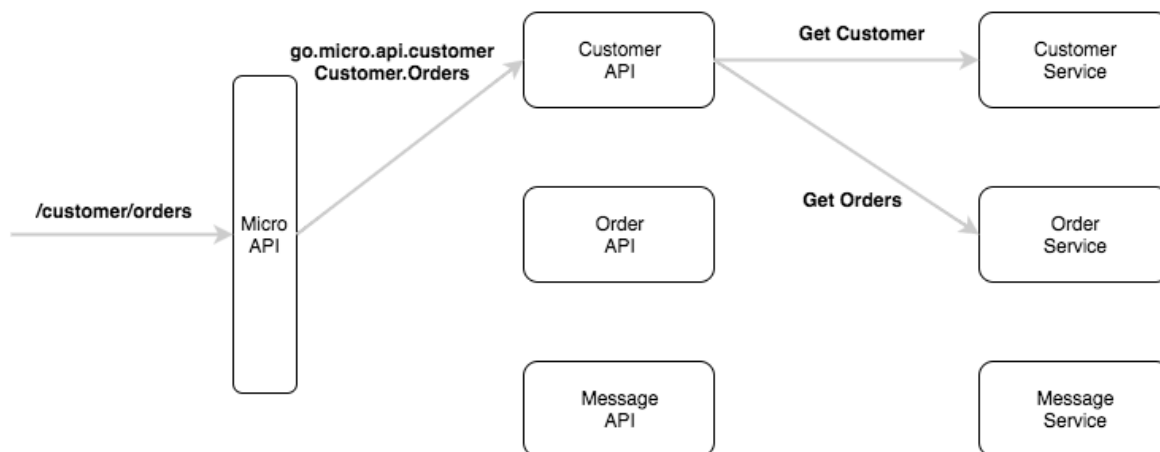 /customer/orders
Micro
API
go.micro.api.customer
Customer.Orders
Customer
API
Get Customer
Customer
Service
Order
API
Get Orders
Order
Service
Message
API
Message
Service